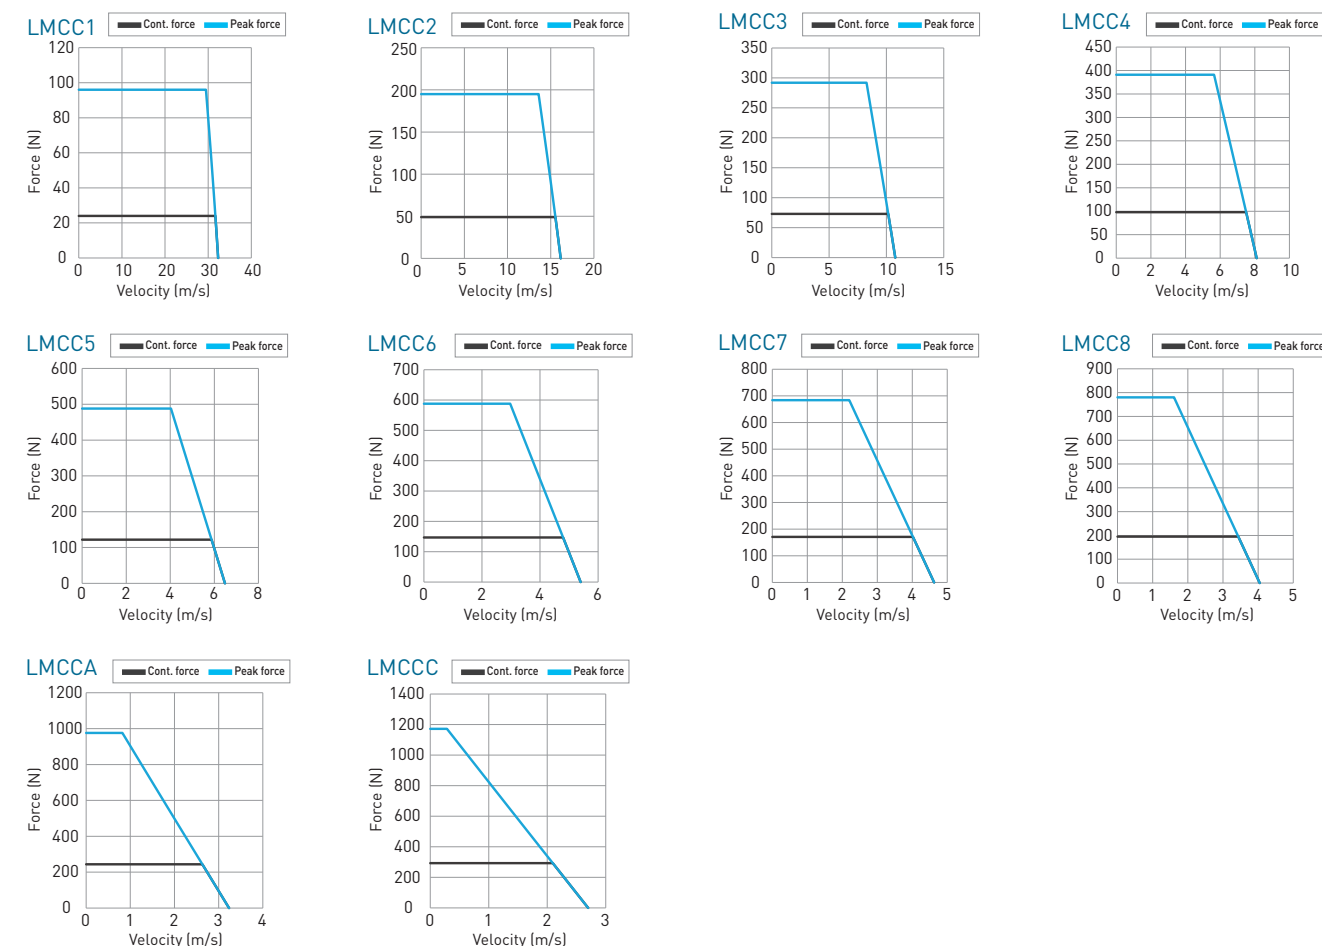 LMCC1 Cont. force Peak force
120
100
80
60
40
20
0
Force (N)
0 10 20 30 40
Velocity (m/s)
LMCC2 Cont. force Peak force
250
200
150
100
50
0
Force (N)
0 5 10 15 20
Velocity (m/s)
LMCC3 Cont. force Peak force
350
300
250
200
150
100
50
0
Force (N)
0 5 10 15
Velocity (m/s)
LMCC4 Cont. force Peak force
450
400
350
300
250
200
150
100
50
0
Force (N)
0 2 4 6 8 10
Velocity (m/s)
LMCC5 Cont. force Peak force
600
500
400
300
200
100
0
Force (N)
0 2 4 6 8
Velocity (m/s)
LMCC6 Cont. force Peak force
700
600
500
400
300
200
100
0
Force (N)
0 2 4 6
Velocity (m/s)
LMCC7 Cont. force Peak force
800
700
600
500
400
300
200
100
0
Force (N)
0 1 2 3 4 5
Velocity (m/s)
LMCC8 Cont. force Peak force
900
800
700
600
500
400
300
200
100
0
Force (N)
0 1 2 3 4 5
Velocity (m/s)
LMCCA Cont. force Peak force
1200
1000
800
600
400
200
0
Force (N)
0 1 2 3 4
Velocity (m/s)
LMCCC Cont. force Peak force
1400
1200
1000
800
600
400
200
0
Force (N)
0 1 2 3
Velocity (m/s)